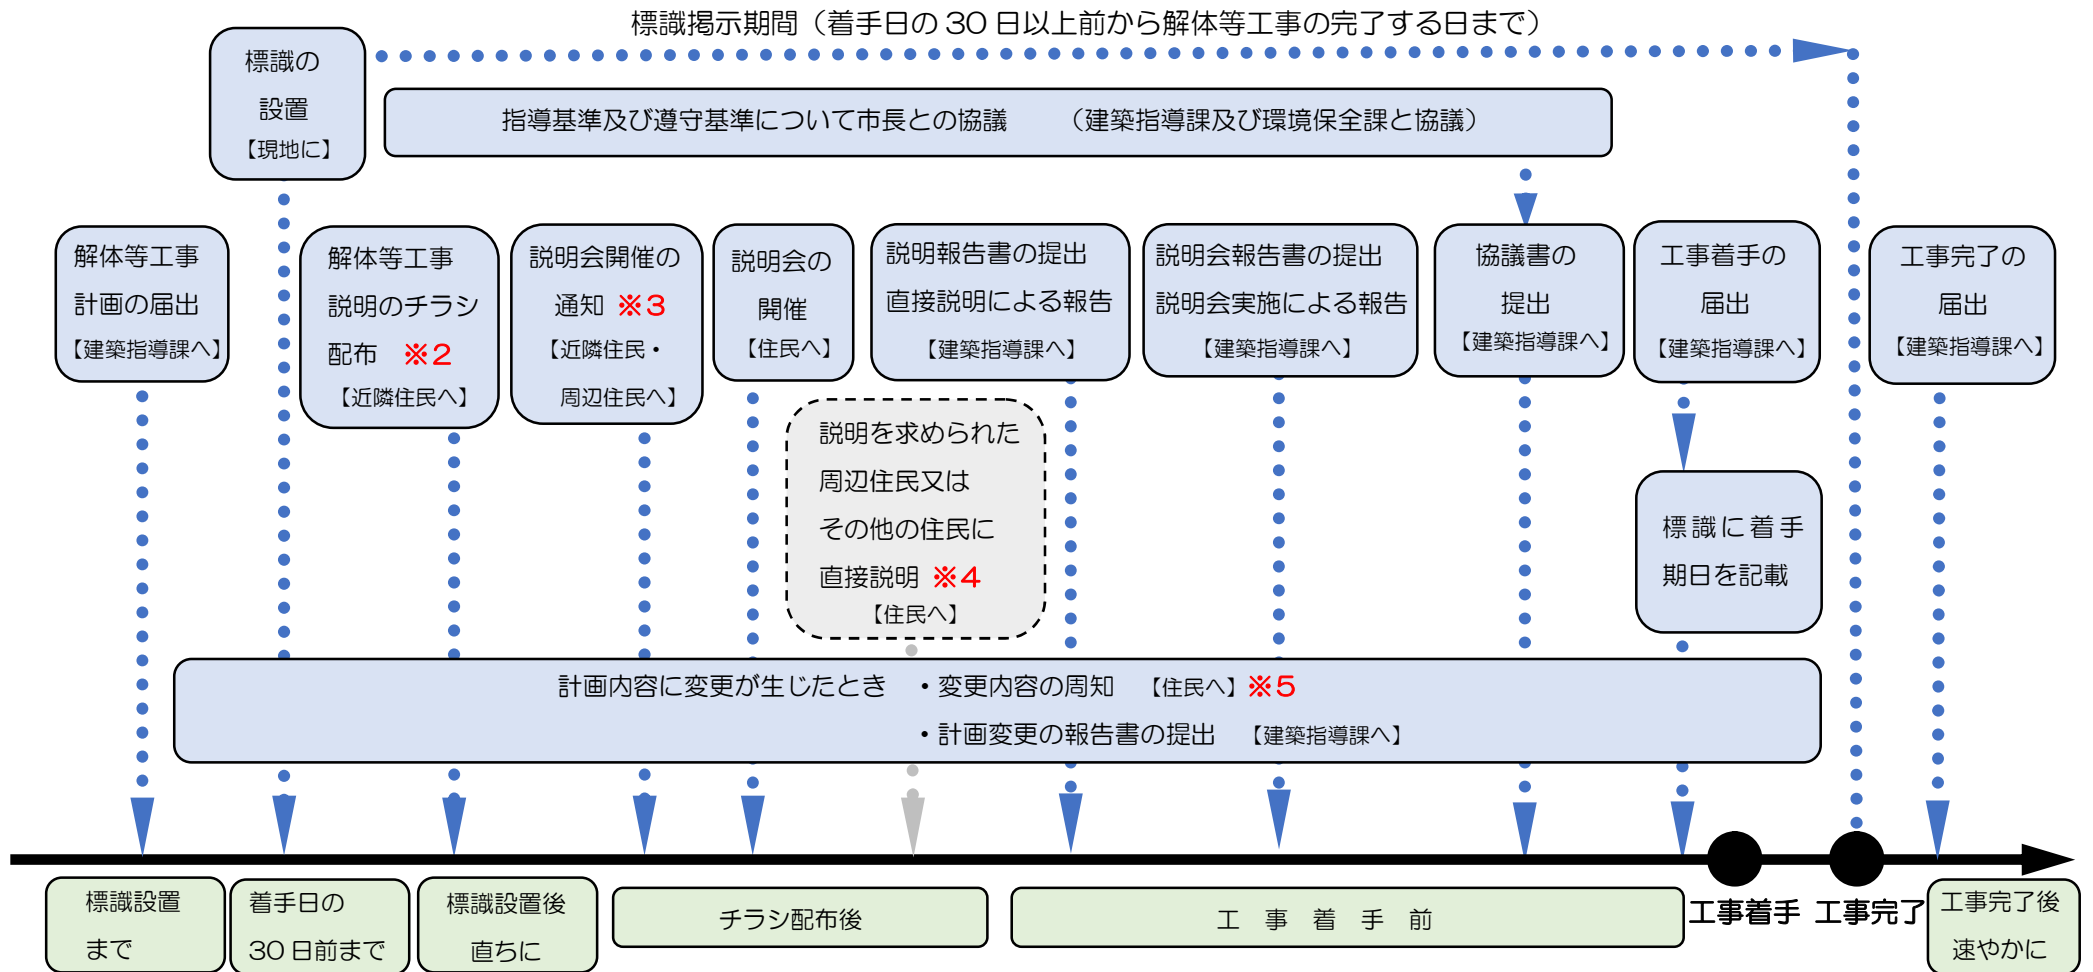 標識掲示期間（着手日の30日以上前から解体等工事の完了する日まで）
標識の
設置
【現地に】
指導基準及び遵守基準について市長との協議　（建築指導課及び環境保全課と協議）
解体等工事
計画の届出
【建築指導課へ】
解体等工事
説明のチラシ
配布 ※2
【近隣住民へ】
説明会開催の
通知 ※3
【近隣住民・
周辺住民へ】
説明会の
開催
【住民へ】
説明報告書の提出
直接説明による報告
【建築指導課へ】
説明会報告書の提出
説明会実施による報告
【建築指導課へ】
協議書の
提出
【建築指導課へ】
工事着手の
届出
【建築指導課へ】
工事完了の
届出
【建築指導課へ】
説明を求められた
周辺住民又は
その他の住民に
直接説明 ※4
【住民へ】
標識に着手
期日を記載
計画内容に変更が生じたとき ・変更内容の周知 【住民へ】※5
・計画変更の報告書の提出 【建築指導課へ】
標識設置
まで
着手日の
30日前まで
標識設置後
直ちに
チラシ配布後
工事着手前
工事着手
工事完了
工事完了後
速やかに